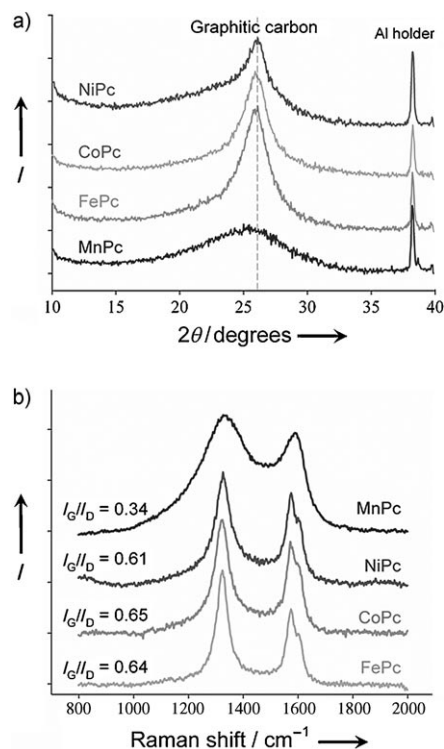 a)
Graphitic carbon
Al holder
NiPc
CoPc
FePc
MnPc
I
10 15 20 25 30 35 40
2θ / degrees
b)
I_G//I_D = 0.34
MnPc
I_G//I_D = 0.61
NiPc
I_G//I_D = 0.65
CoPc
I_G//I_D = 0.64
FePc
I
800 1000 1200 1400 1600 1800 2000
Raman shift / cm⁻¹